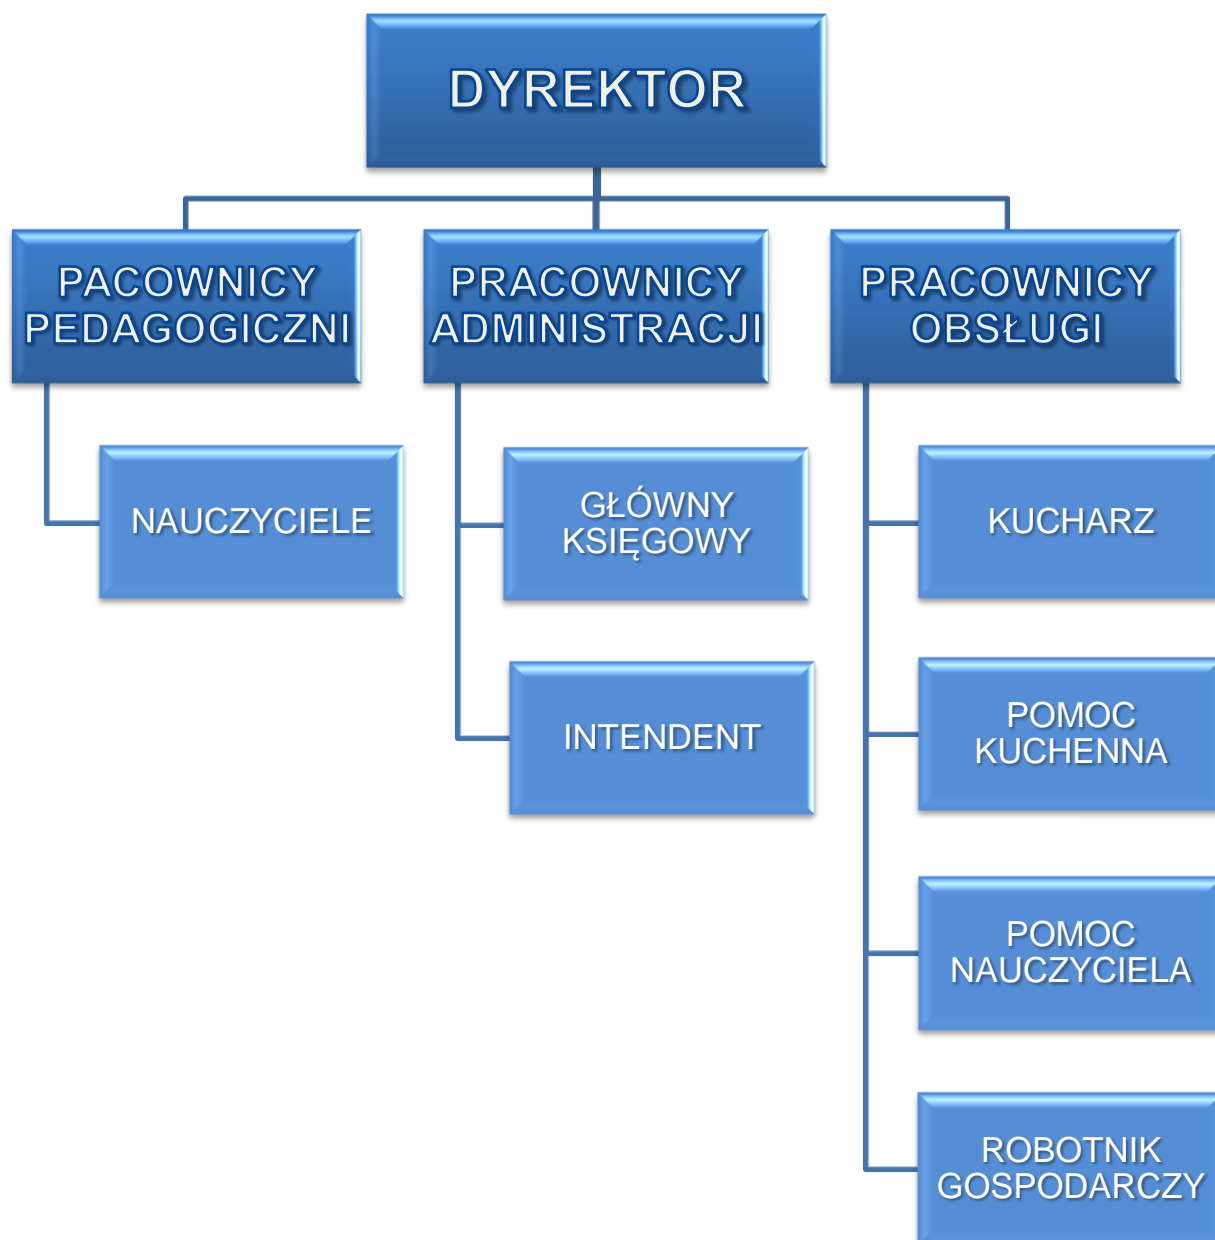 DYREKTOR
PACOWNICY
PEDAGOGICZNI
NAUCZYCIELE
PRACOWNICY
ADMINISTRACJI
GŁÓWNY
KSIĘGOWY
INTENDENT
PRACOWNICY
OBSŁUGI
KUCHARZ
POMOC
KUCHENNA
POMOC
NAUCZYCIELA
ROBOTNIK
GOSPODARCZY